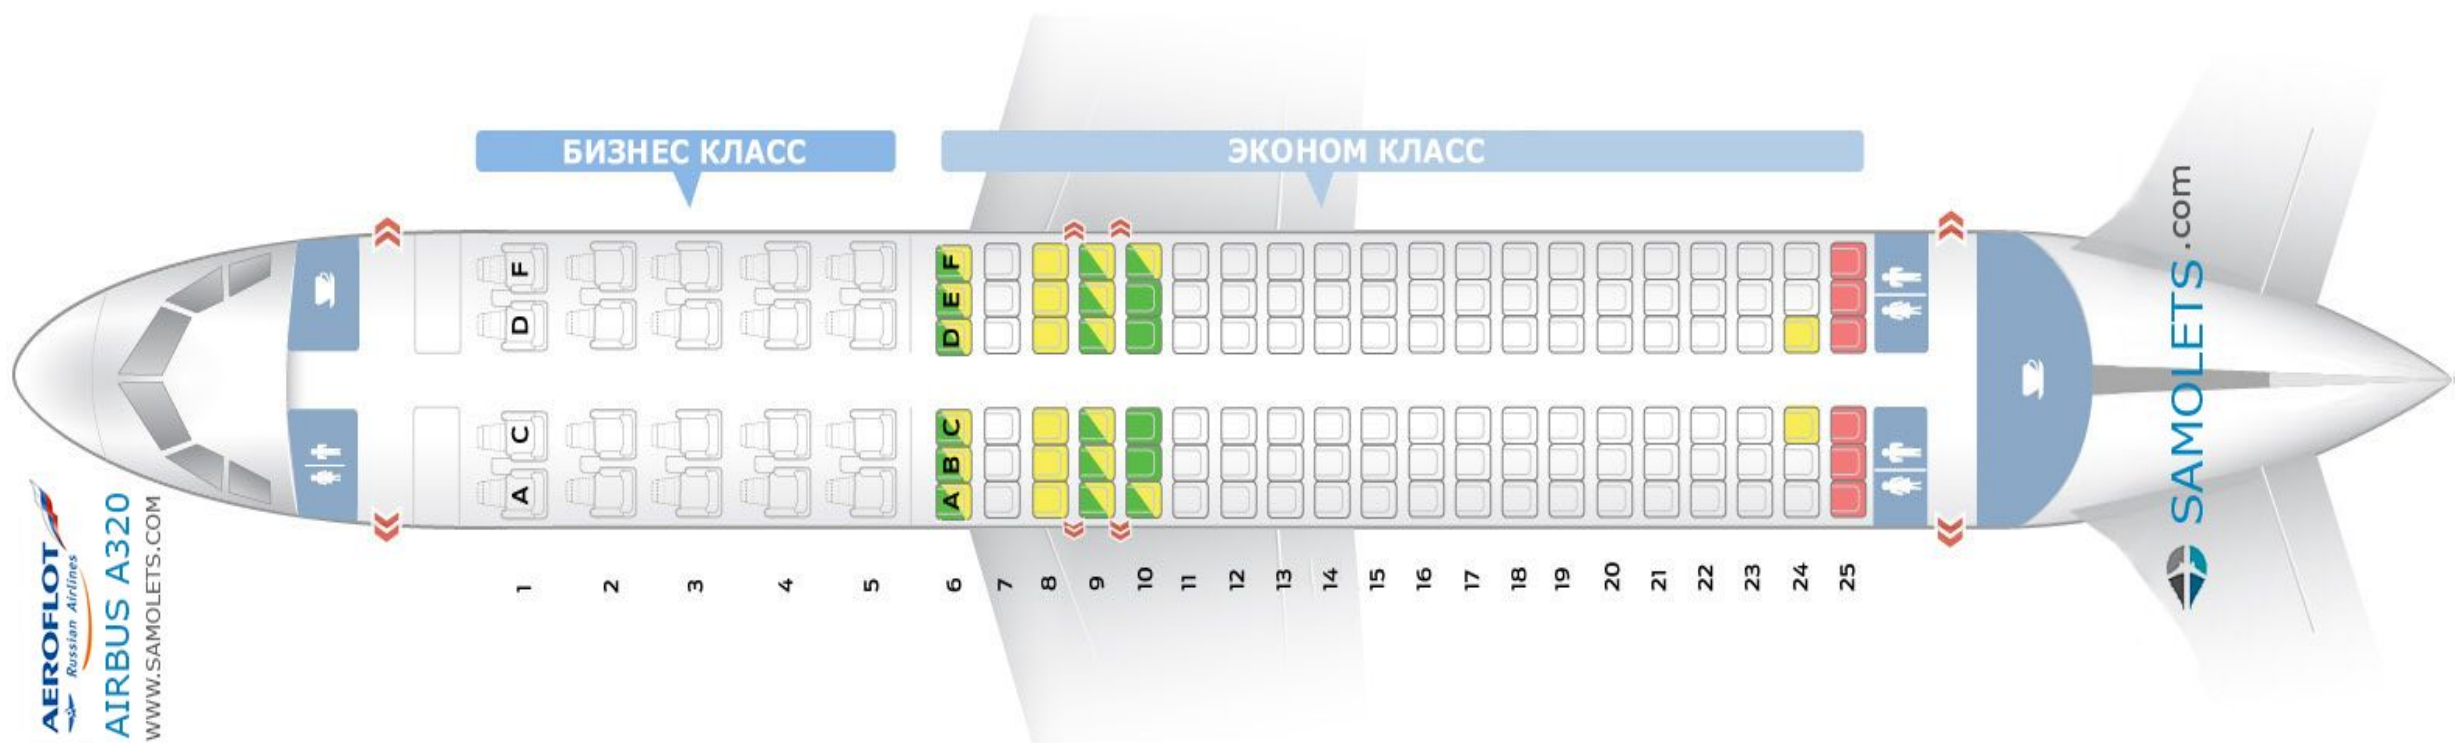 БИЗНЕС КЛАСС
ЭКОНОМ КЛАСС
F F
D E
D
C C
A B
A
1 2 3 4 5 6 7 8 9 10 11 12 13 14 15 16 17 18 19 20 21 22 23 24 25
AEROFLOT
Russian Airlines
AIRBUS A320
WWW.SAMOLETS.COM
SAMOLETS.com